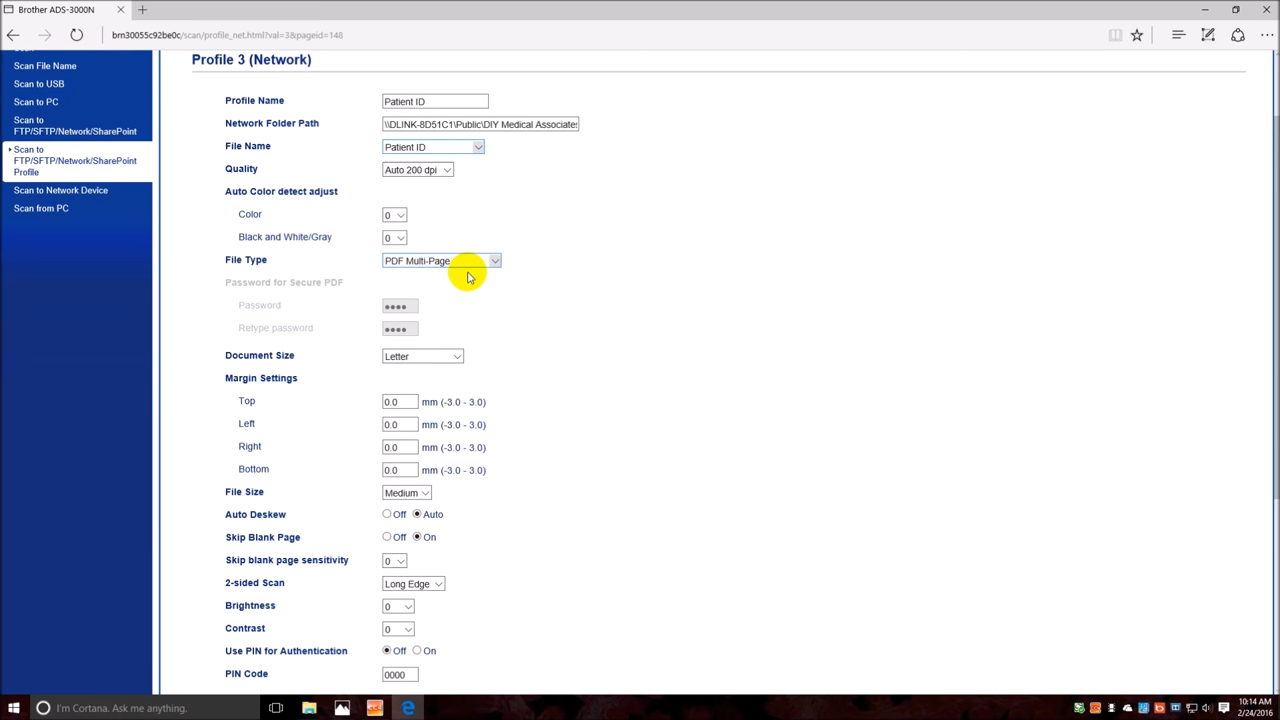 Brother ADS-3000N
brn30055c92be0c/scan/profile_net.html?val=3&pageid=148
Scan File Name
Scan to USB
Scan to PC
Scan to
FTP/SFTP/Network/SharePoint
Scan to
FTP/SFTP/Network/SharePoint
Profile
Scan to Network Device
Scan from PC
Profile 3 (Network)
Profile Name Patient ID
Network Folder Path \\DLINK-8D51C1\Public\DIY Medical Associates
File Name Patient ID
Quality Auto 200 dpi
Auto Color detect adjust
Color 0
Black and White/Gray 0
File Type PDF Multi-Page
Password for Secure PDF
Password ●●●●
Retype password ●●●●
Document Size Letter
Margin Settings
Top 0.0 mm (-3.0 - 3.0)
Left 0.0 mm (-3.0 - 3.0)
Right 0.0 mm (-3.0 - 3.0)
Bottom 0.0 mm (-3.0 - 3.0)
File Size Medium
Auto Deskew Off Auto
Skip Blank Page Off On
Skip blank page sensitivity 0
2-sided Scan Long Edge
Brightness 0
Contrast 0
Use PIN for Authentication Off On
PIN Code 0000
I'm Cortana. Ask me anything.
10:14 AM
2/24/2016